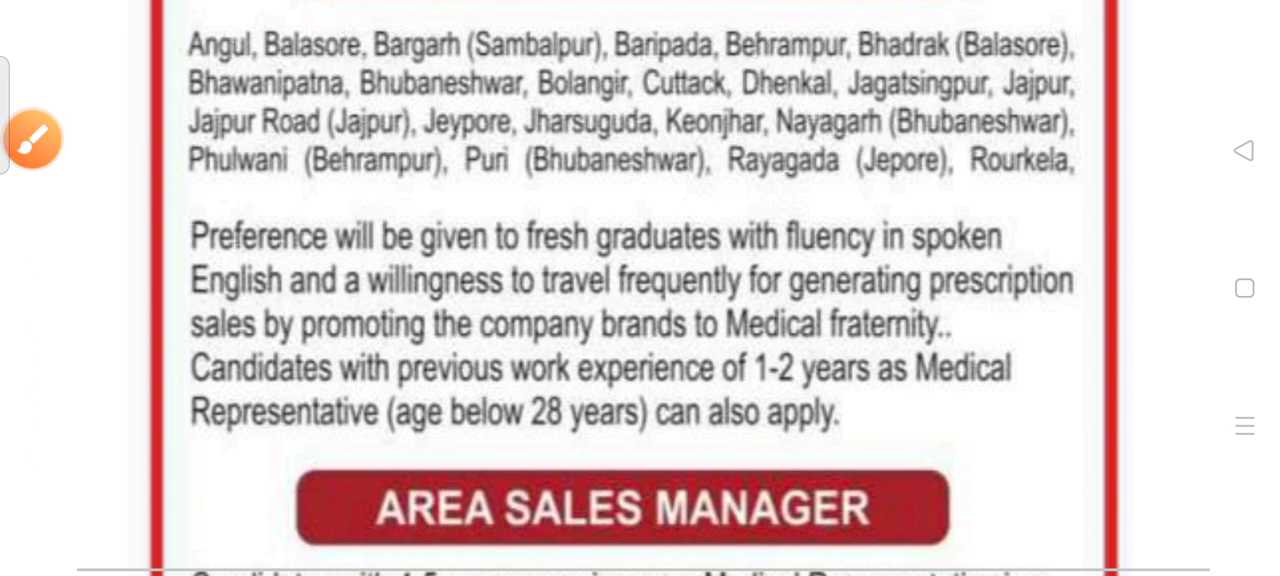 Angul, Balasore, Bargarh (Sambalpur), Baripada, Behrampur, Bhadrak (Balasore),
Bhawanipatna, Bhubaneshwar, Bolangir, Cuttack, Dhenkal, Jagatsingpur, Jajpur,
Jajpur Road (Jajpur), Jeypore, Jharsuguda, Keonjhar, Nayagarh (Bhubaneshwar),
Phulwani (Behrampur), Puri (Bhubaneshwar), Rayagada (Jepore), Rourkela,
Preference will be given to fresh graduates with fluency in spoken
English and a willingness to travel frequently for generating prescription
sales by promoting the company brands to Medical fraternity..
Candidates with previous work experience of 1-2 years as Medical
Representative (age below 28 years) can also apply.
AREA SALES MANAGER